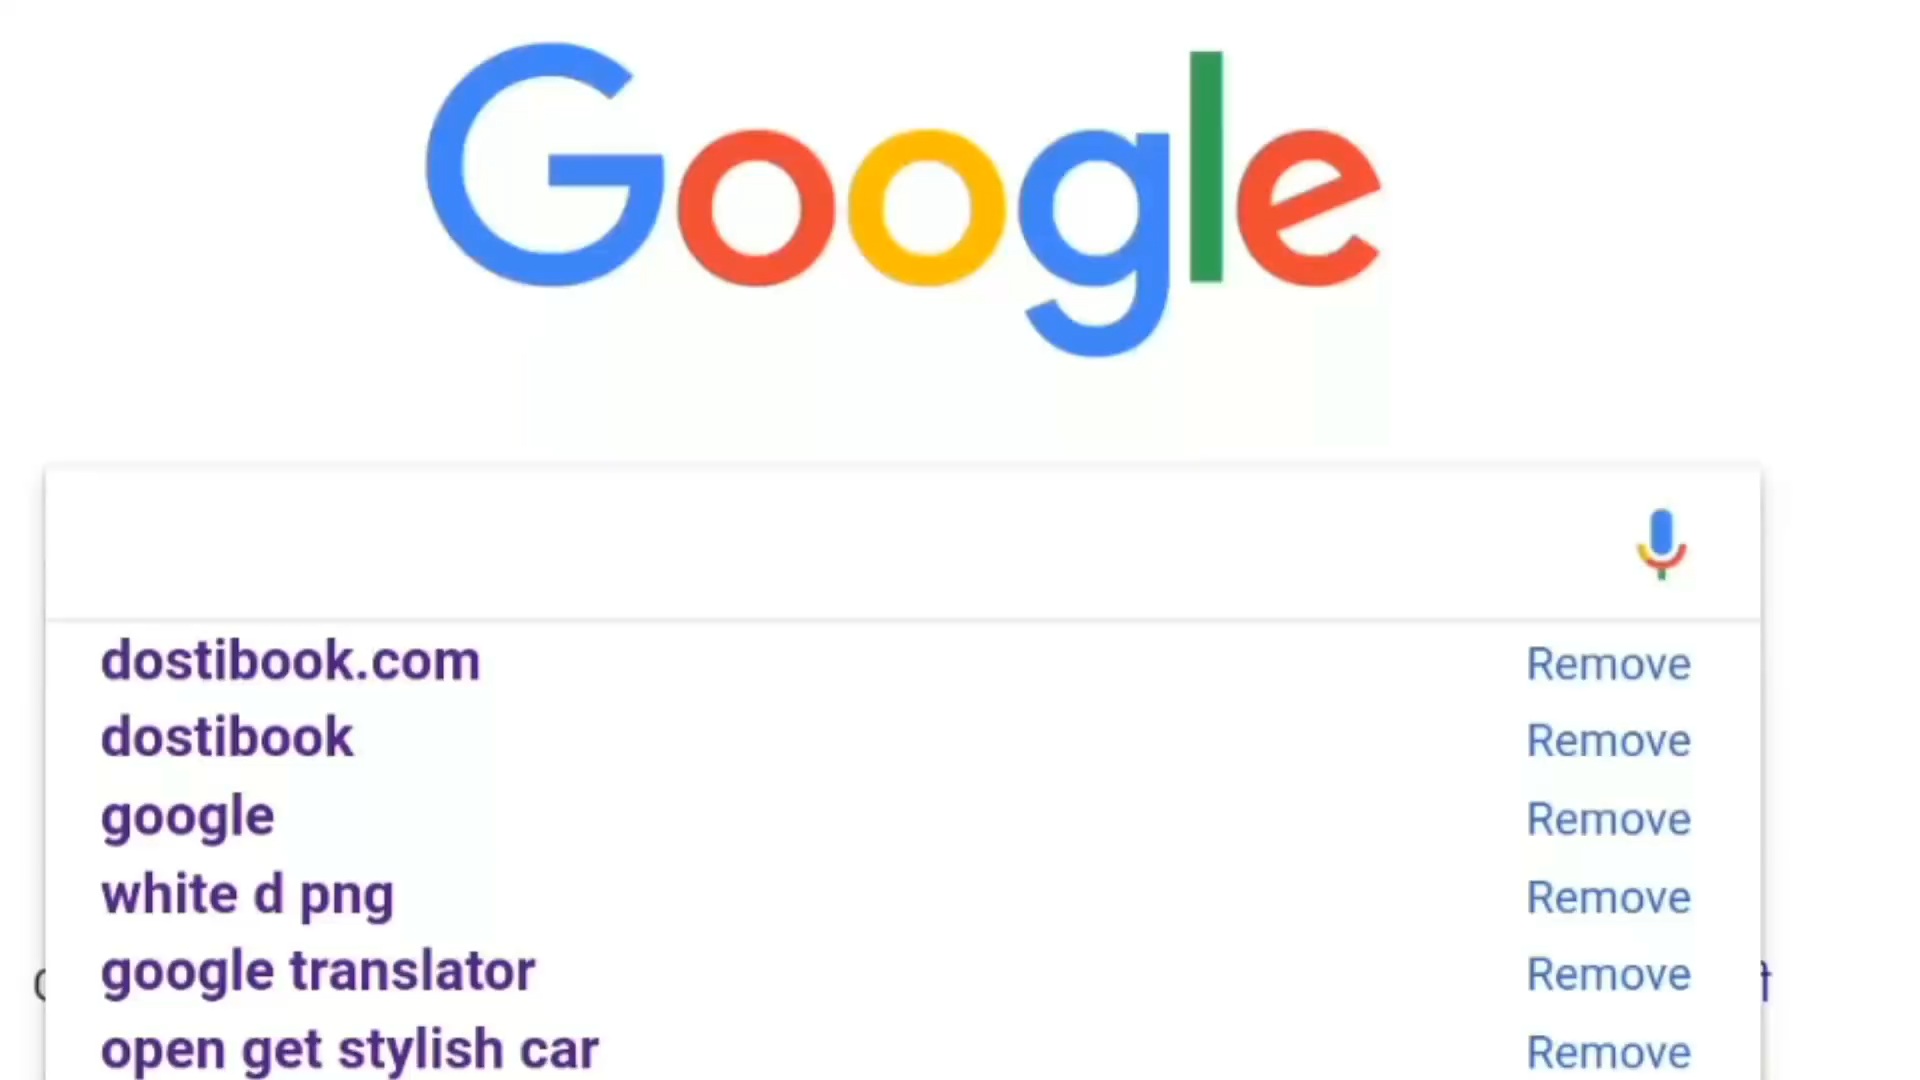 Google
dostibook.com Remove
dostibook Remove
google Remove
white d png Remove
google translator Remove
open get stylish car Remove